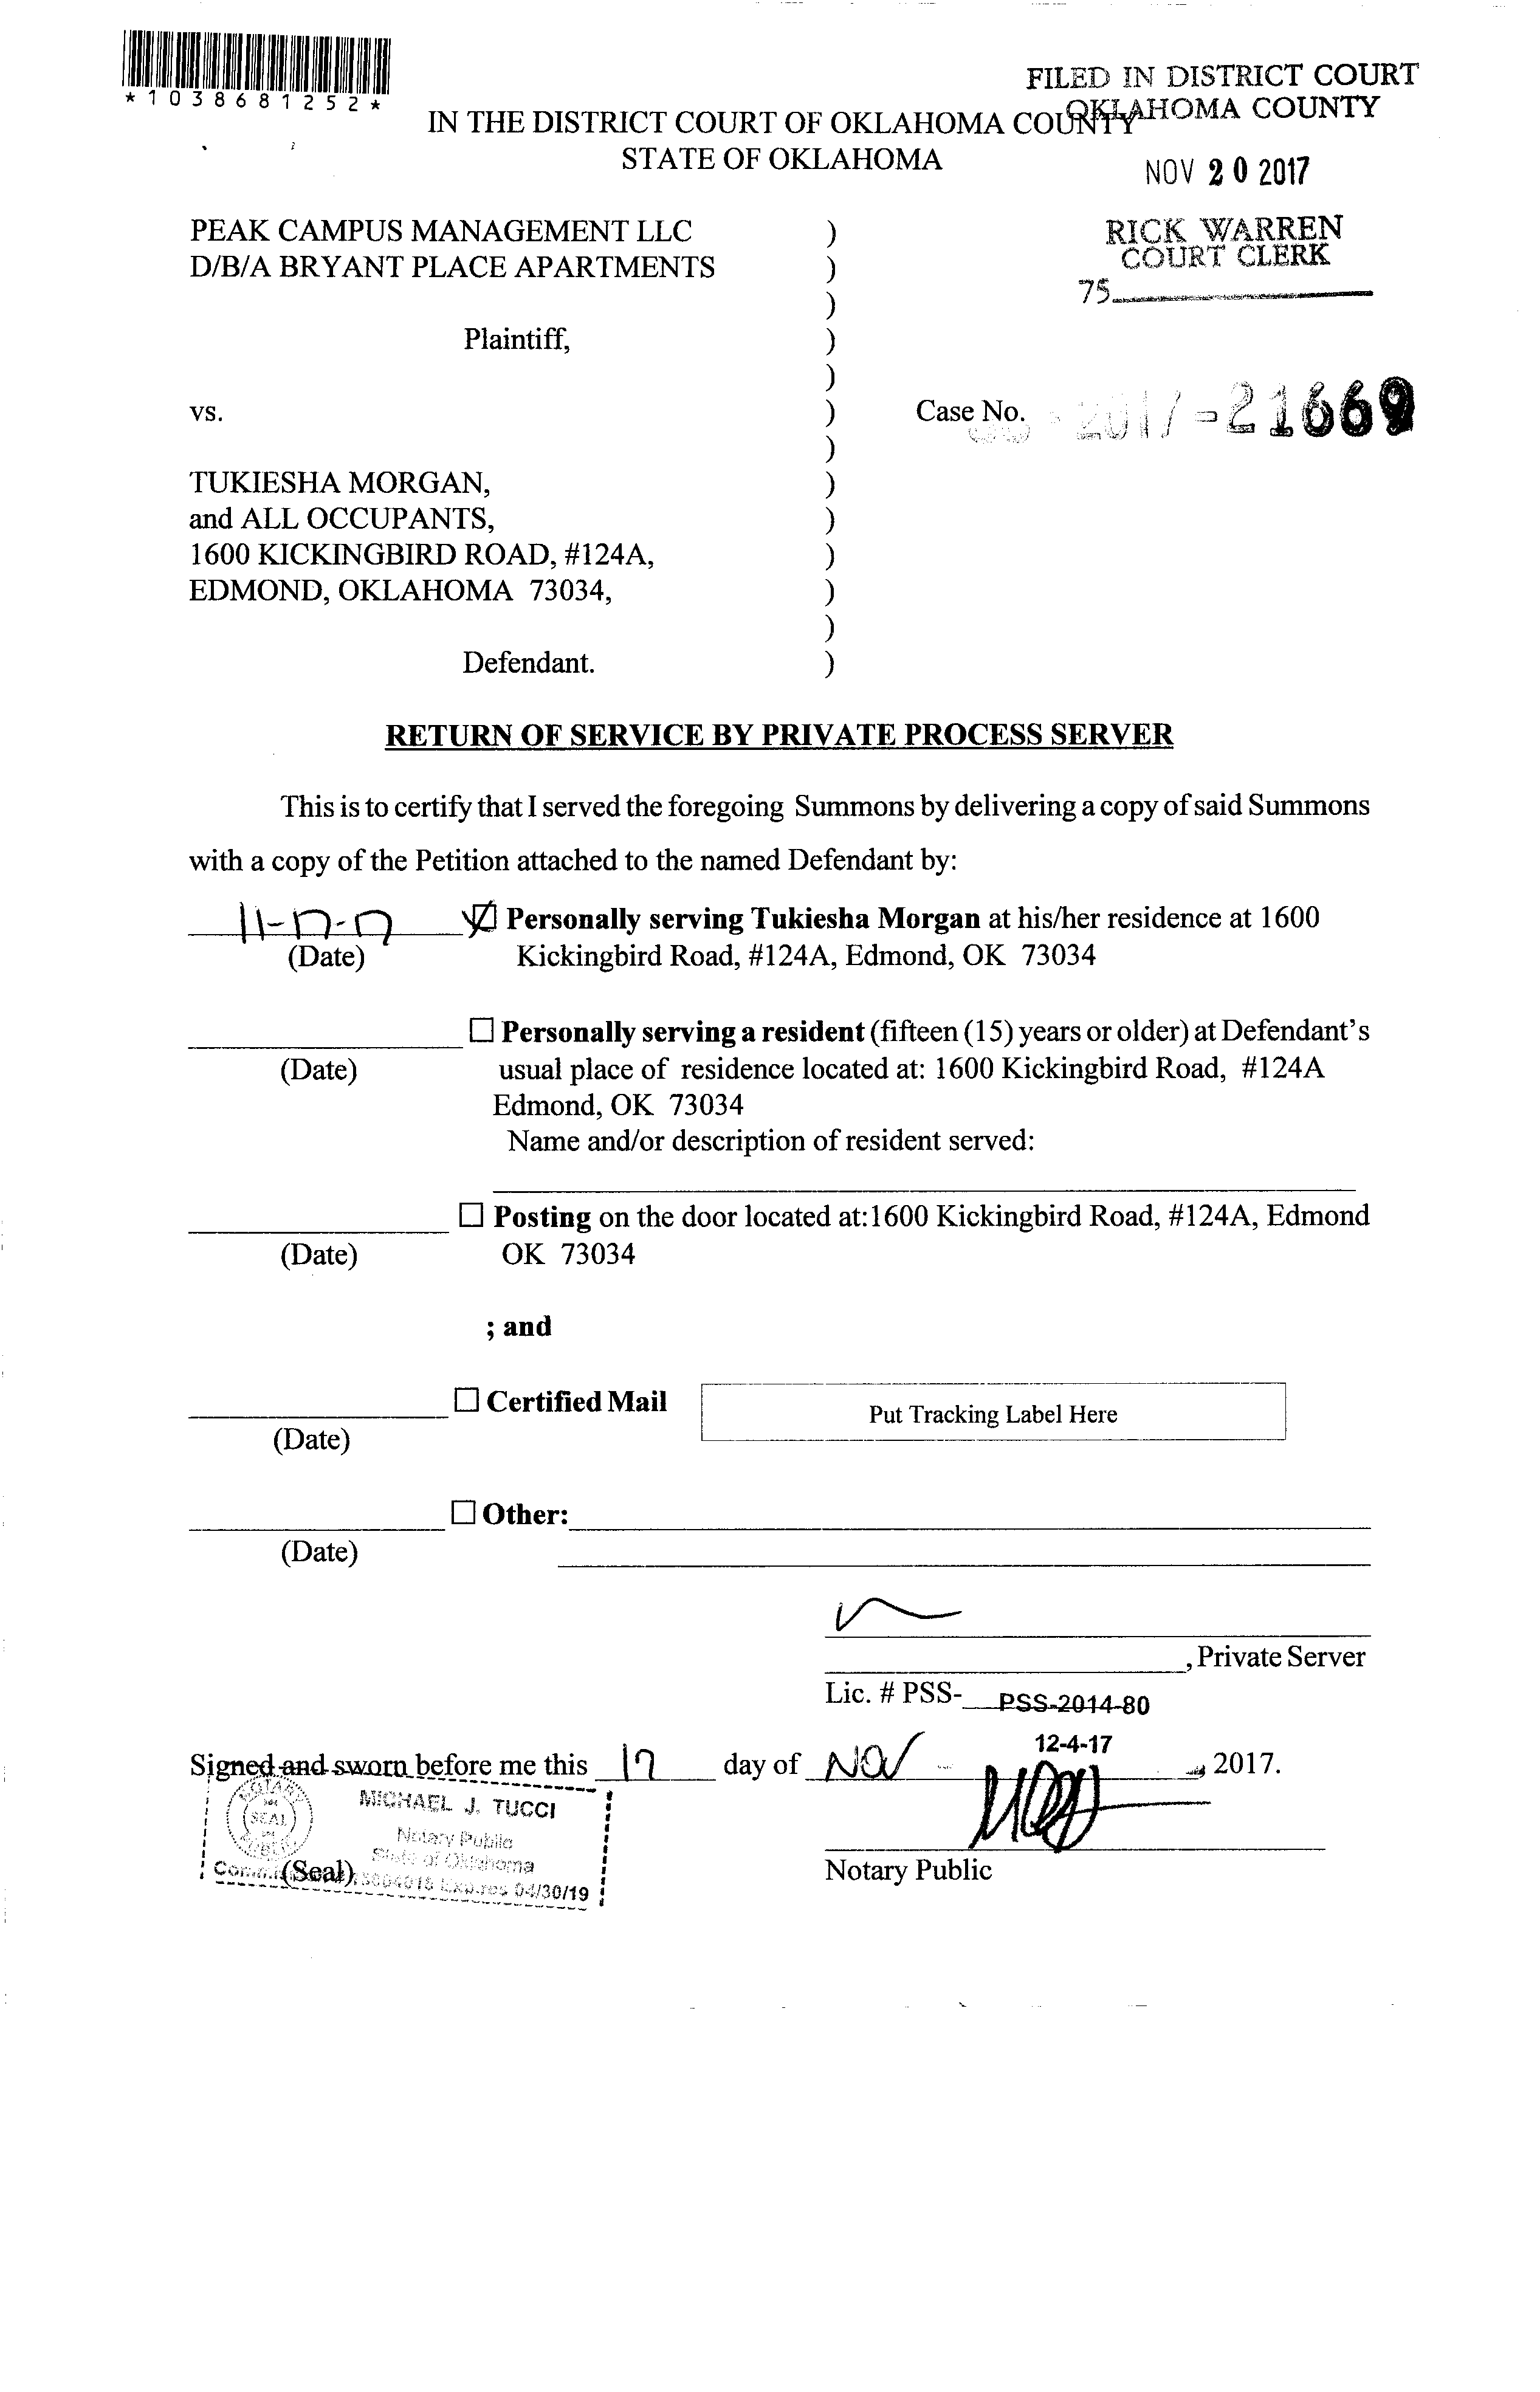 *1038681252*
FILED IN DISTRICT COURT
OKLAHOMA COUNTY
IN THE DISTRICT COURT OF OKLAHOMA COUNTY
STATE OF OKLAHOMA
NOV 20 2017
RICK WARREN
COURT CLERK
75
PEAK CAMPUS MANAGEMENT LLC )
D/B/A BRYANT PLACE APARTMENTS )
)
Plaintiff, )
)
vs. ) Case No. - 2017-21669
)
TUKIESHA MORGAN, )
and ALL OCCUPANTS, )
1600 KICKINGBIRD ROAD, #124A, )
EDMOND, OKLAHOMA 73034, )
)
Defendant. )
RETURN OF SERVICE BY PRIVATE PROCESS SERVER
This is to certify that I served the foregoing Summons by delivering a copy of said Summons
with a copy of the Petition attached to the named Defendant by:
11-17-17 Personally serving Tukiesha Morgan at his/her residence at 1600
(Date) Kickingbird Road, #124A, Edmond, OK 73034
Personally serving a resident (fifteen (15) years or older) at Defendant's
(Date) usual place of residence located at: 1600 Kickingbird Road, #124A
Edmond, OK 73034
Name and/or description of resident served:
Posting on the door located at:1600 Kickingbird Road, #124A, Edmond
(Date) OK 73034
; and
Certified Mail Put Tracking Label Here
(Date)
Other:
(Date)
, Private Server
Lic. # PSS- PSS-2014-80
12-4-17
Signed and sworn before me this 17 day of Nov , 2017.
MICHAEL J. TUCCI
SEAL
Notary Public
State of Oklahoma
(Seal) Expires 04/30/19
Notary Public